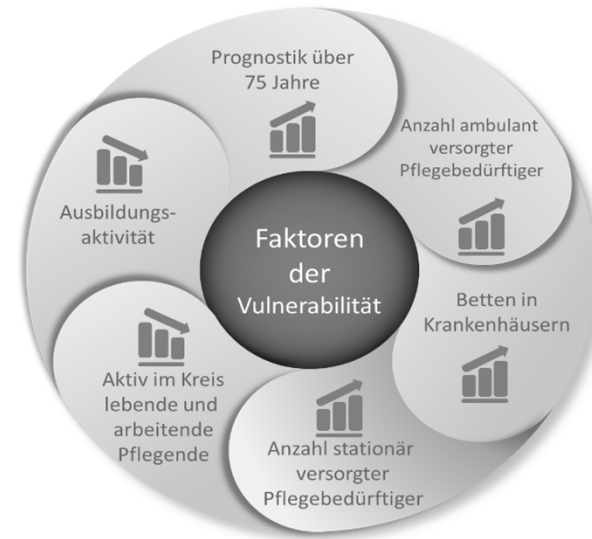 Prognostik über
75 Jahre
Anzahl ambulant
versorgter
Pflegebedürftiger
Betten in
Krankenhäusern
Anzahl stationär
versorgter
Pflegebedürftiger
Aktiv im Kreis
lebende und
arbeitende
Pflegende
Ausbildungs-
aktivität
Faktoren
der
Vulnerabilität